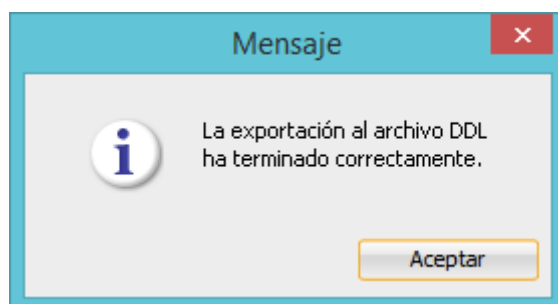 Mensaje
La exportación al archivo DDL
ha terminado correctamente.
Aceptar